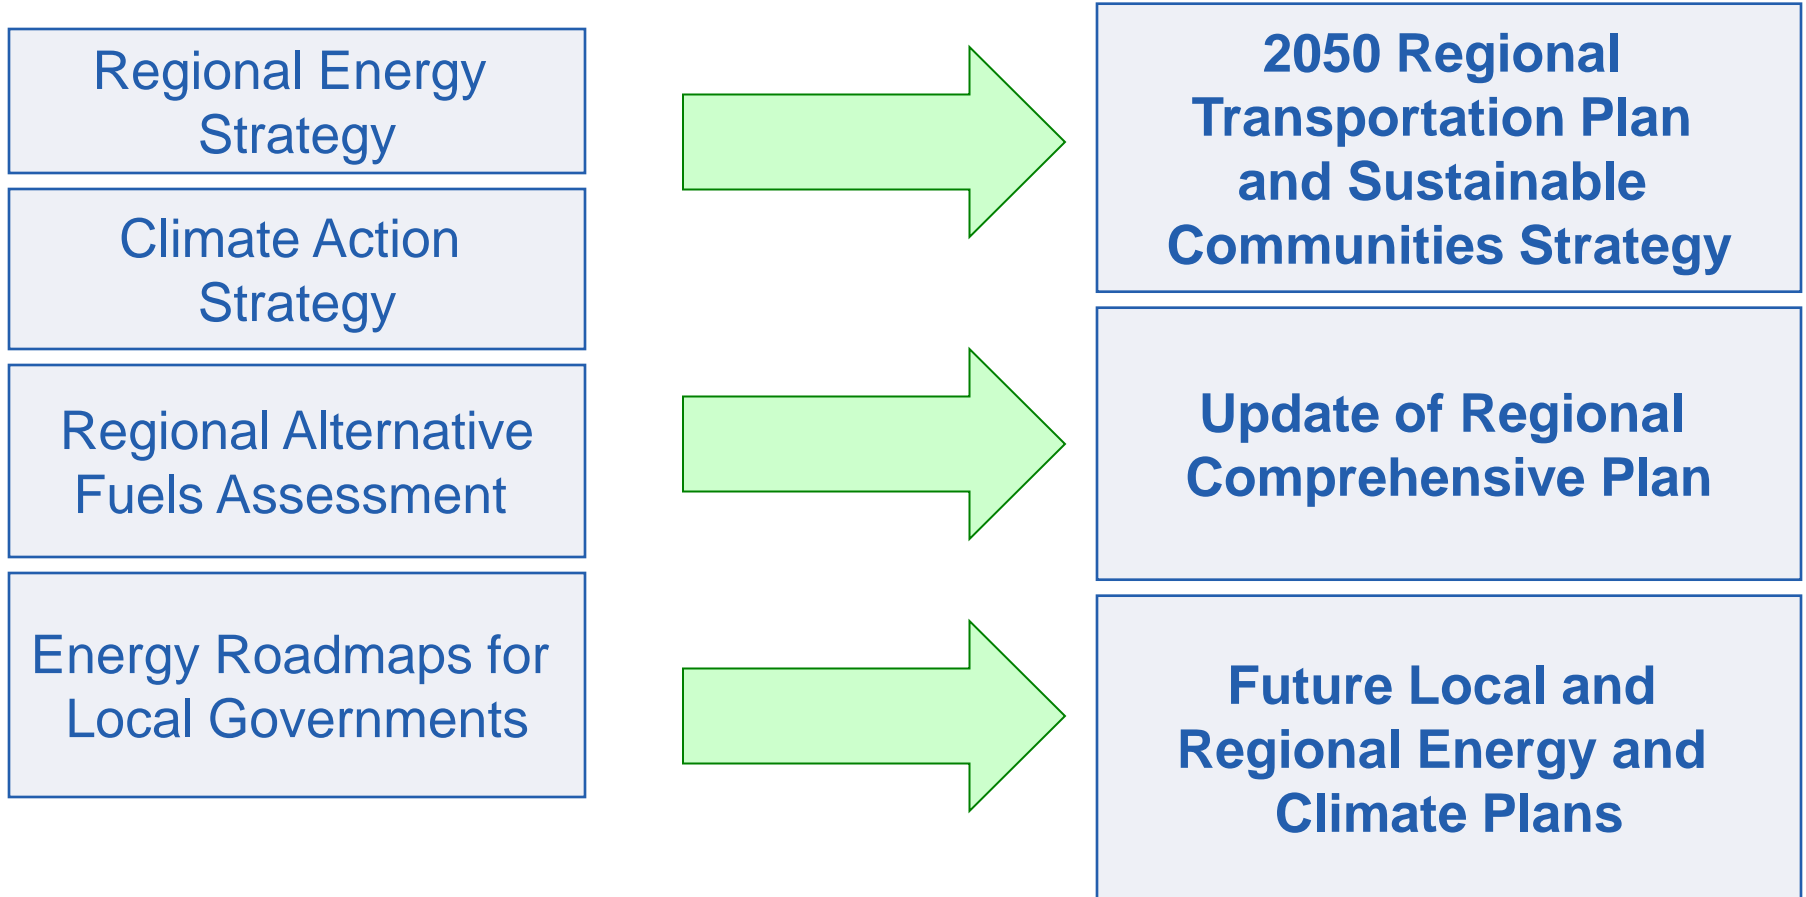 Regional Energy
Strategy
Climate Action
Strategy
Regional Alternative
Fuels Assessment
Energy Roadmaps for
Local Governments
2050 Regional
Transportation Plan
and Sustainable
Communities Strategy
Update of Regional
Comprehensive Plan
Future Local and
Regional Energy and
Climate Plans